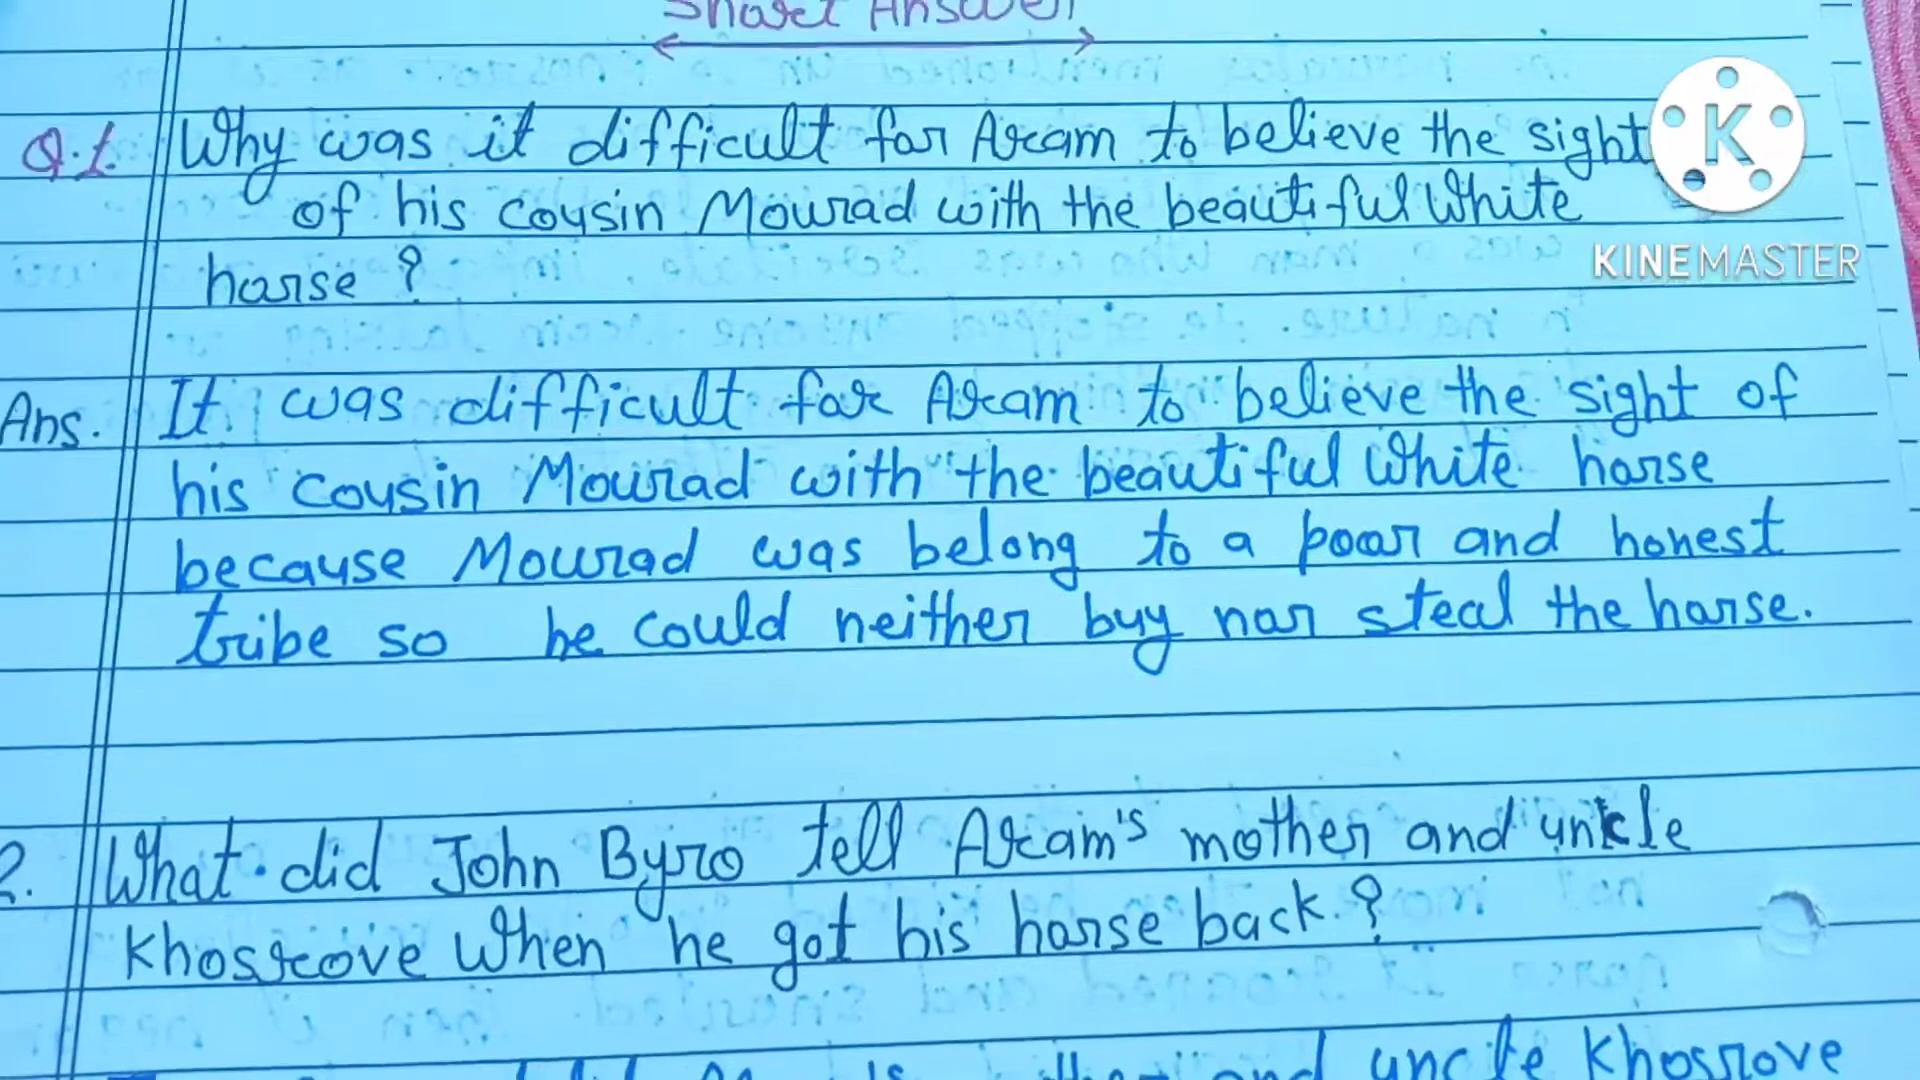 Short Answer
Q.1. Why was it difficult for Aram to believe the sight
of his cousin Mourad with the beautiful White
horse ?
Ans. It was difficult for Aram to believe the sight of
his cousin Mourad with the beautiful White horse
because Mourad was belong to a poor and honest
tribe so he could neither buy nor steal the horse.
2. What did John Byro tell Aram's mother and unkle
Khosrove When he got his horse back ?
and uncle Khosrove
K
KINEMASTER